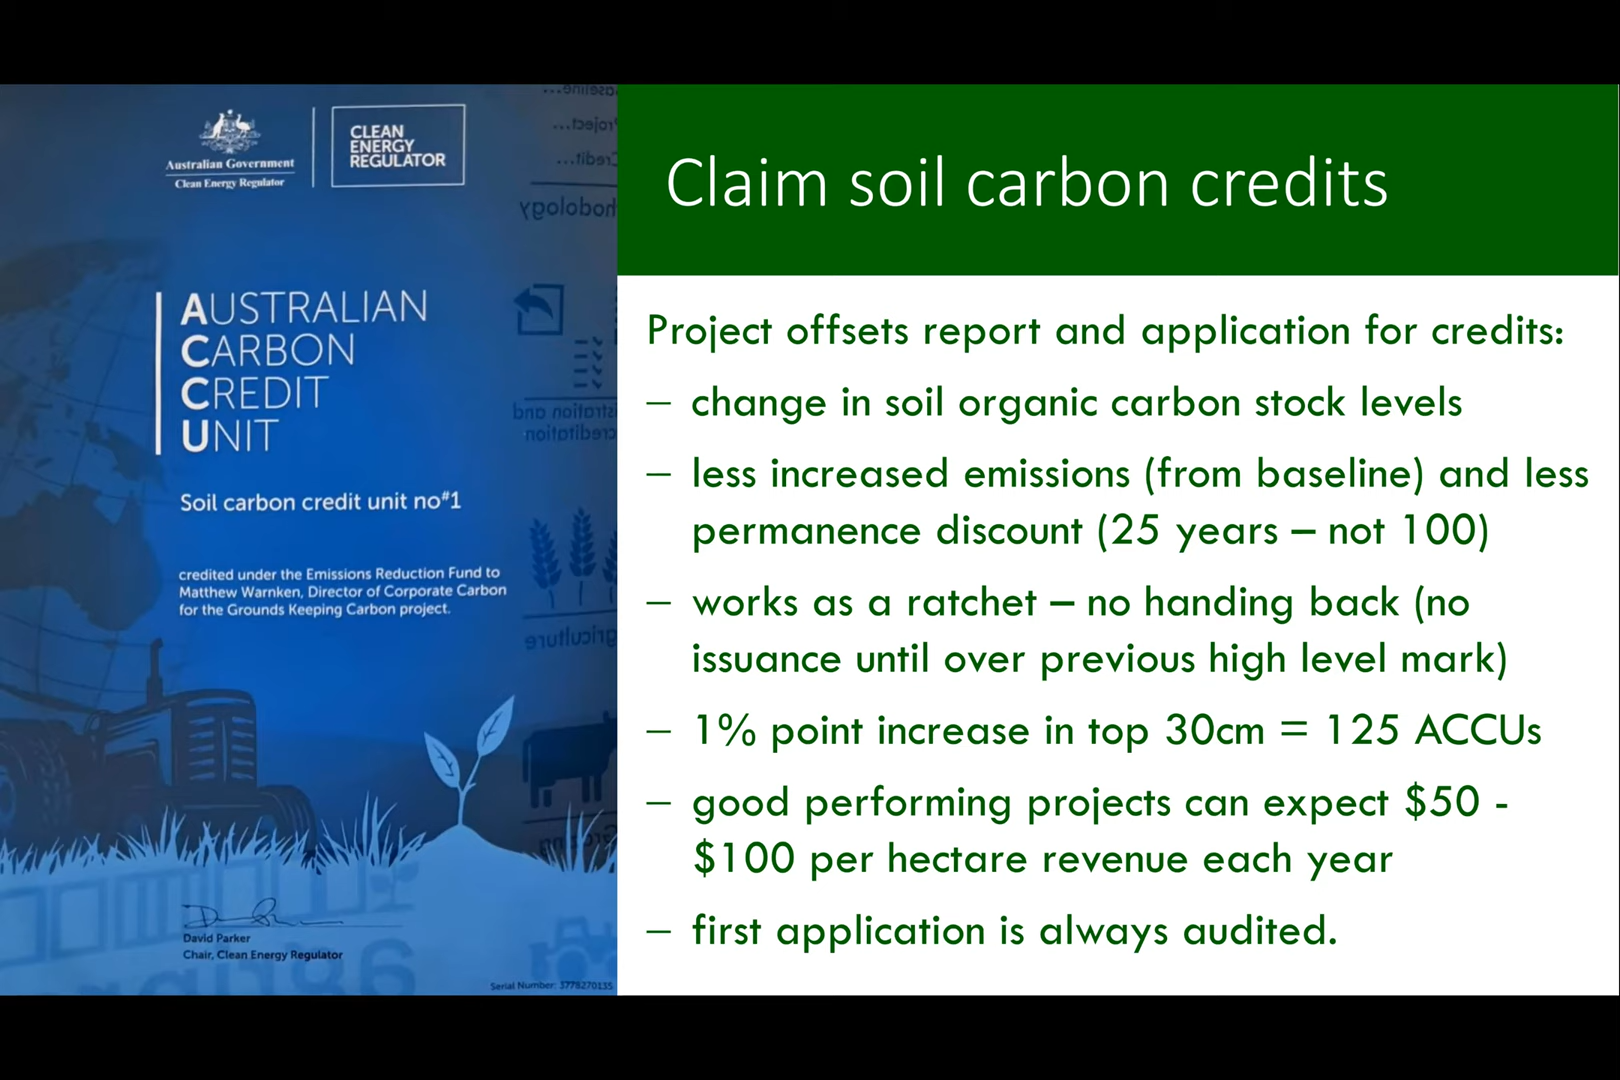 Australian Government
Clean Energy Regulator
CLEAN
ENERGY
REGULATOR
AUSTRALIAN
CARBON
CREDIT
UNIT
Soil carbon credit unit no#1
credited under the Emissions Reduction Fund to
Matthew Warnken, Director of Corporate Carbon
for the Grounds Keeping Carbon project.
David Parker
Chair, Clean Energy Regulator
Serial Number: 3778270135
Claim soil carbon credits
Project offsets report and application for credits:
– change in soil organic carbon stock levels
– less increased emissions (from baseline) and less
permanence discount (25 years – not 100)
– works as a ratchet – no handing back (no
issuance until over previous high level mark)
– 1% point increase in top 30cm = 125 ACCUs
– good performing projects can expect $50 -
$100 per hectare revenue each year
– first application is always audited.